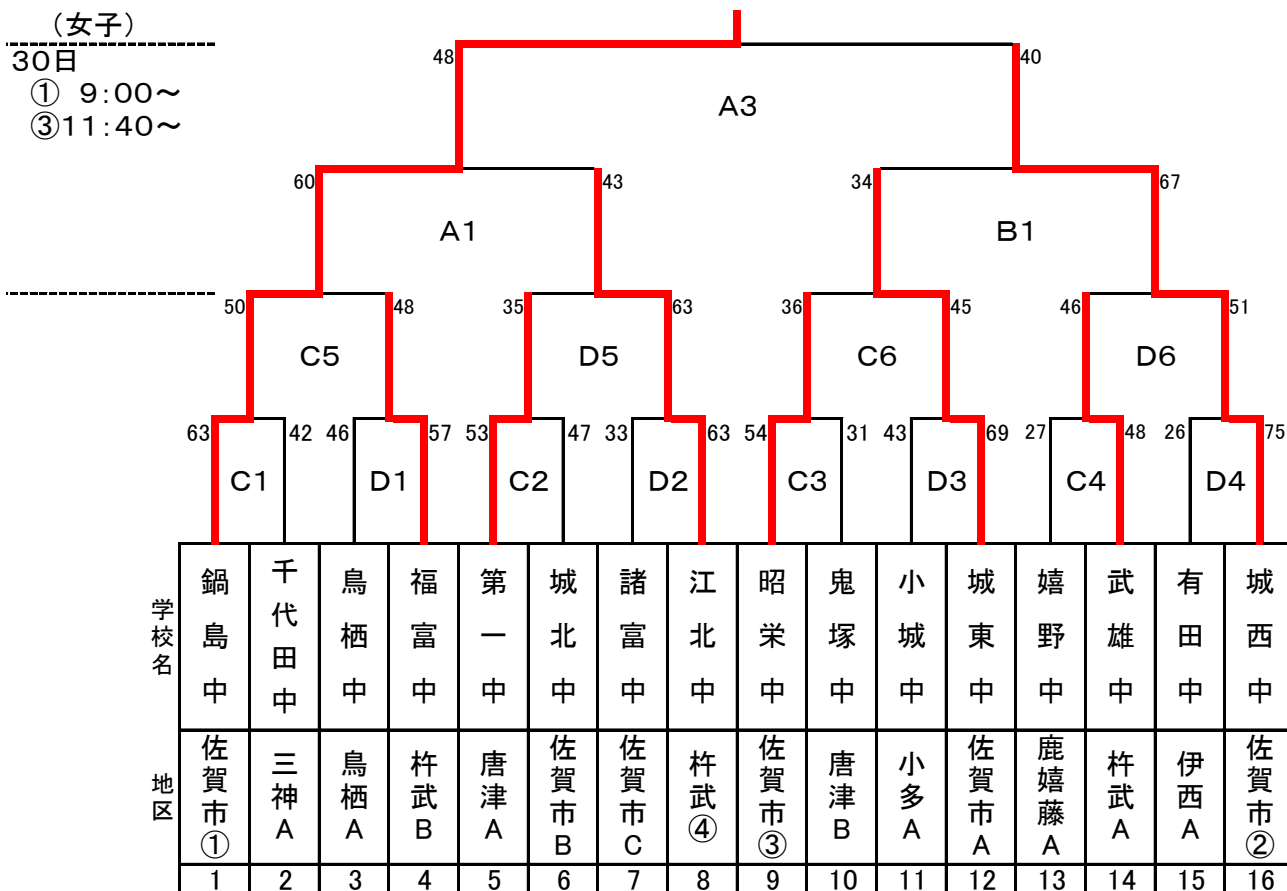 （女子）
30日
① 9:00～
③11:40～
48
40
A3
60
43
34
67
A1
B1
50
48
35
63
36
45
46
51
C5
D5
C6
D6
63
42
46
57
53
47
33
63
54
31
43
69
27
48
26
75
C1
D1
C2
D2
C3
D3
C4
D4
学校名
鍋島中
千代田中
鳥栖中
福富中
第一中
城北中
諸富中
江北中
昭栄中
鬼塚中
小城中
城東中
嬉野中
武雄中
有田中
城西中
地区
佐賀市①
三神A
鳥栖A
杵武B
唐津A
佐賀市B
佐賀市C
杵武④
佐賀市③
唐津B
小多A
佐賀市A
鹿嬉藤A
杵武A
伊西A
佐賀市②
1
2
3
4
5
6
7
8
9
10
11
12
13
14
15
16